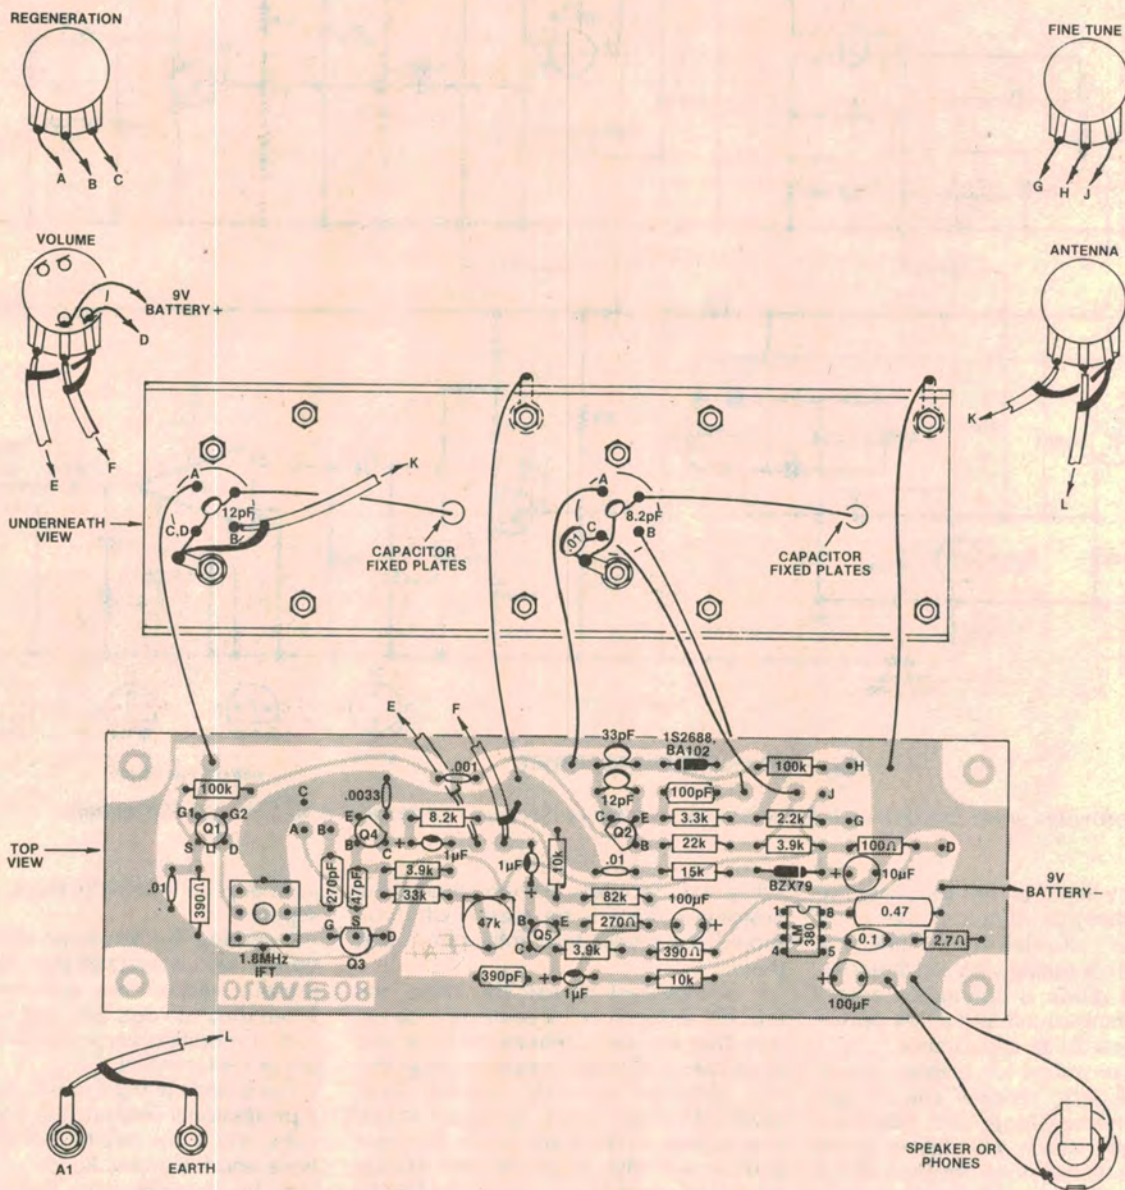 REGENERATION
A B C
FINE TUNE
G H J
VOLUME
9V
BATTERY +
D
E
F
ANTENNA
K
L
UNDERNEATH
VIEW
A
12pF
C,D
B
K
CAPACITOR
FIXED PLATES
A
8.2pF
C
B
.01
CAPACITOR
FIXED PLATES
TOP
VIEW
E
F
33pF
1S2688,
BA102
.001
100k
C
.0033
100k
H
12pF
100pF
J
G1
G2
Q1
S
D
A
B
E
Q4
B
C
8.2k
+
1µF
C
E
Q2
B
3.3k
2.2k
G
22k
3.9k
100Ω
D
1µF
10k
+
.01
390Ω
270pF
47pF
3.9k
33k
.01
15k
BZX79
+
10µF
9V
BATTERY-
82k
100µF
47k
B
E
Q5
C
270Ω
+
1
8
LM
380
4
5
0.47
0.1
2.7Ω
1.8MHz
IFT
G
S
D
Q3
3.9k
390Ω
390pF
+
1µF
10k
+
100µF
80aW10
L
A1
EARTH
SPEAKER OR
PHONES